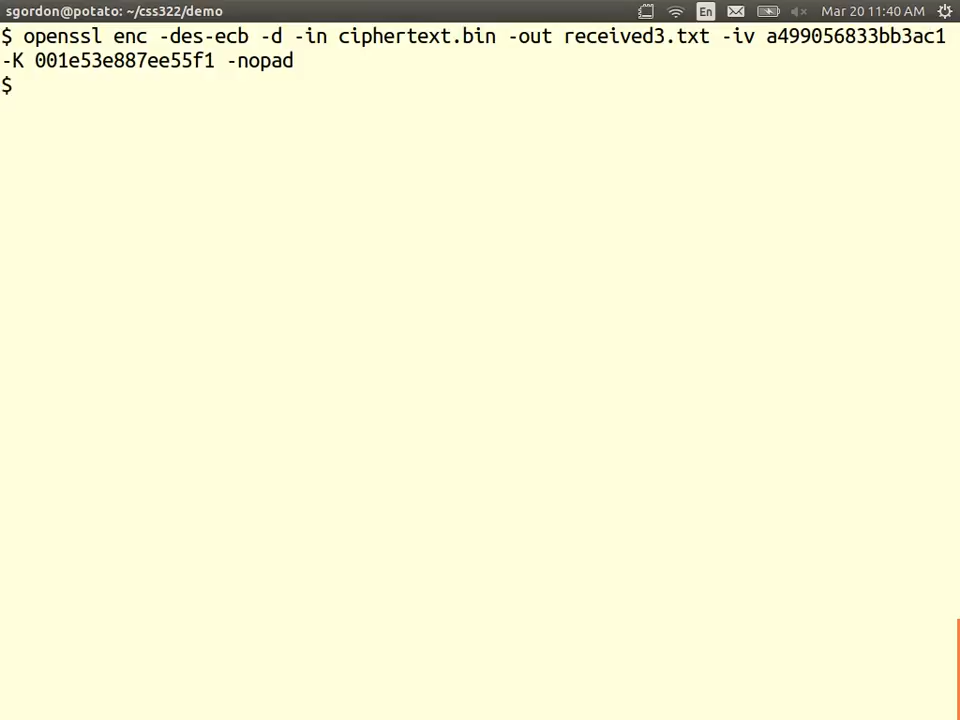 sgordon@potato: ~/css322/demo En Mar 20 11:40 AM
$ openssl enc -des-ecb -d -in ciphertext.bin -out received3.txt -iv a499056833bb3ac1
-K 001e53e887ee55f1 -nopad
$